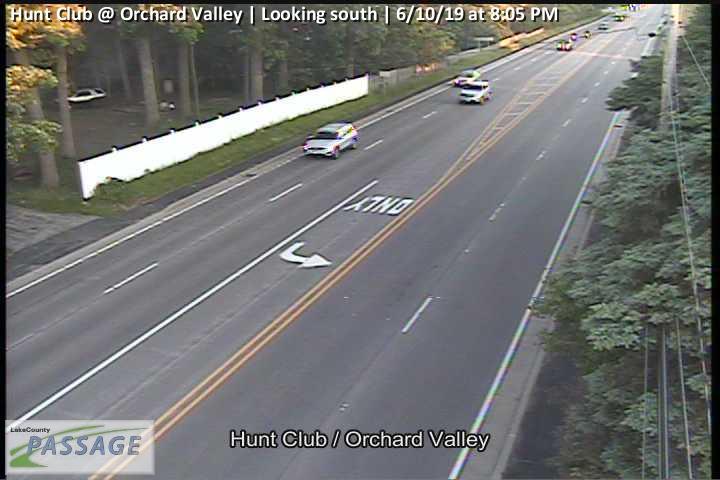 Hunt Club @ Orchard Valley | Looking south | 6/10/19 at 8:05 PM
ONLY
LakeCounty
PASSAGE
Hunt Club / Orchard Valley